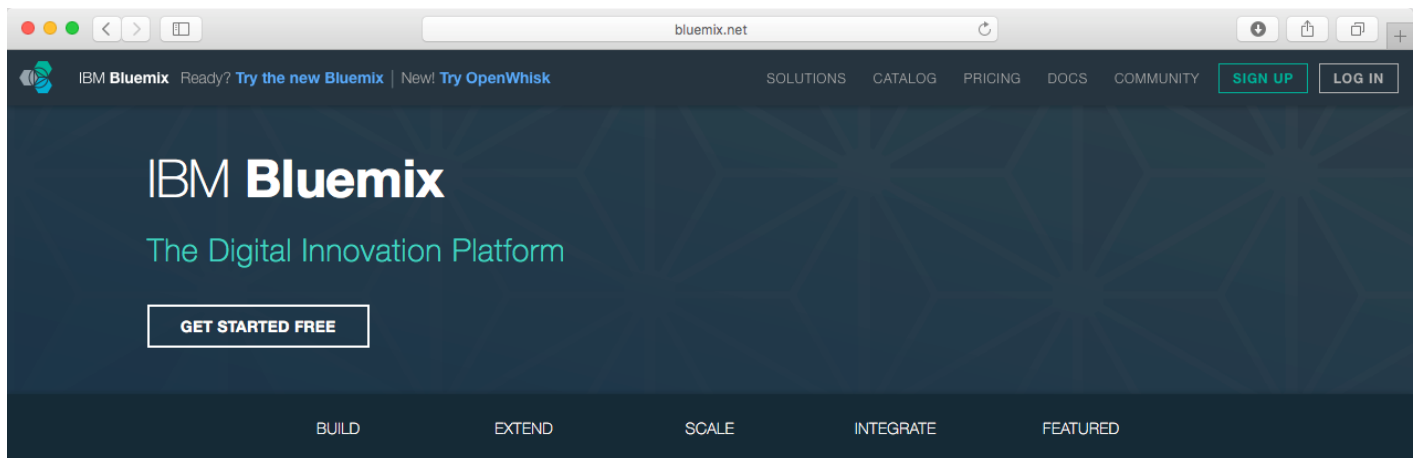 bluemix.net
IBM Bluemix Ready? Try the new Bluemix | New! Try OpenWhisk SOLUTIONS CATALOG PRICING DOCS COMMUNITY SIGN UP LOG IN
IBM Bluemix
The Digital Innovation Platform
GET STARTED FREE
BUILD EXTEND SCALE INTEGRATE FEATURED